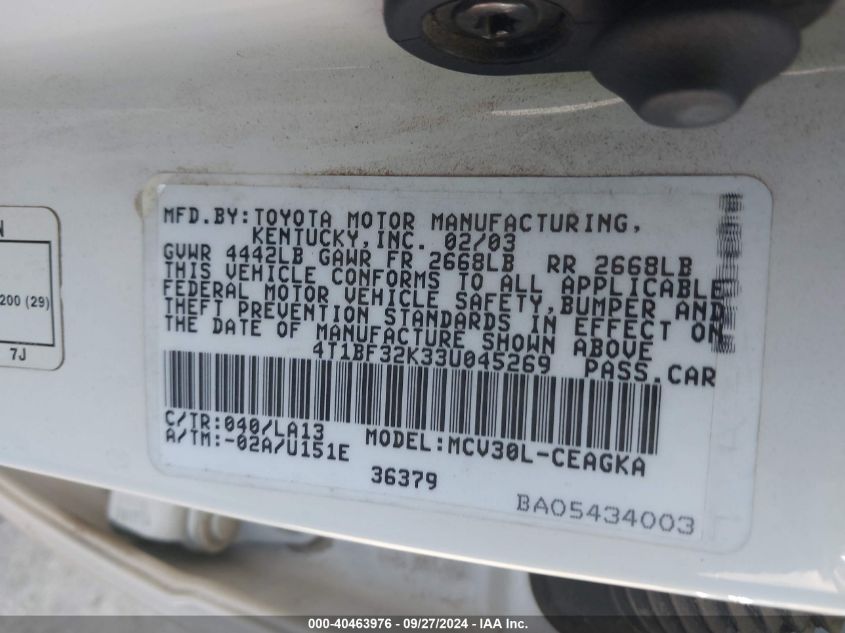 MFD.BY:TOYOTA MOTOR MANUFACTURING,
KENTUCKY,INC. 02/03
GVWR 4442LB GAWR FR 2668LB RR 2668LB
THIS VEHICLE CONFORMS TO ALL APPLICABLE
FEDERAL MOTOR VEHICLE SAFETY,BUMPER AND
THEFT PREVENTION STANDARDS IN EFFECT ON
THE DATE OF MANUFACTURE SHOWN ABOVE
4T1BF32K33U045269 PASS.CAR
C/TR:040/LA13 MODEL:MCV30L-CEAGKA
A/TM:-02A/U151E
36379
BA05434003
N
200 (29)
7J
000-40463976 - 09/27/2024 - IAA Inc.